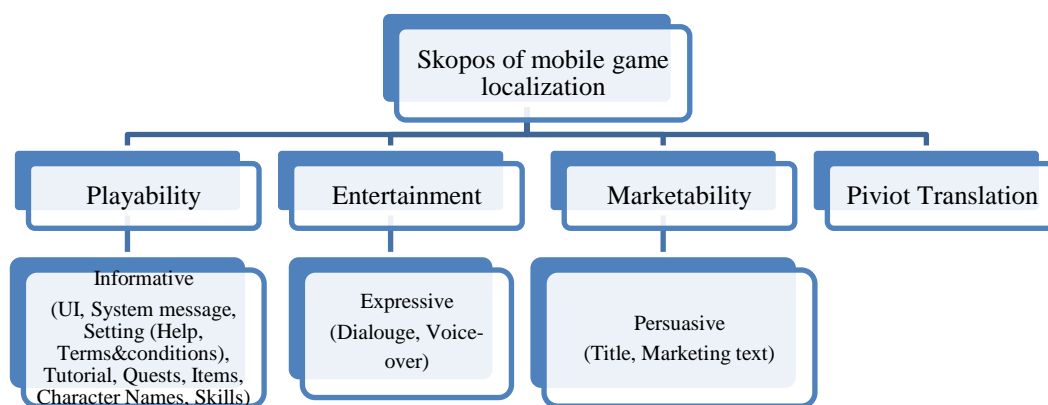 Skopos of mobile game
localization
Playability
Entertainment
Marketability
Piviot Translation
Informative
(UI, System message,
Setting (Help,
Terms&conditions),
Tutorial, Quests, Items,
Character Names, Skills)
Expressive
(Dialouge, Voice-
over)
Persuasive
(Title, Marketing text)